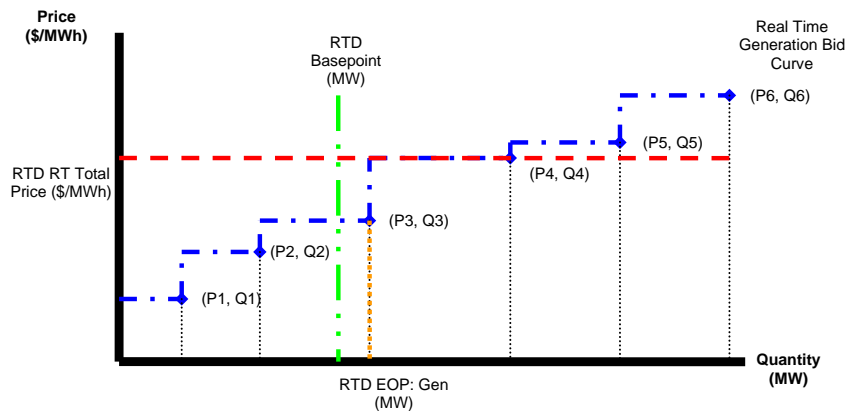 Price
($/MWh)
RTD
Basepoint
(MW)
Real Time
Generation Bid
Curve
(P6, Q6)
(P5, Q5)
RTD RT Total
Price ($/MWh)
(P4, Q4)
(P3, Q3)
(P2, Q2)
(P1, Q1)
Quantity
(MW)
RTD EOP: Gen
(MW)